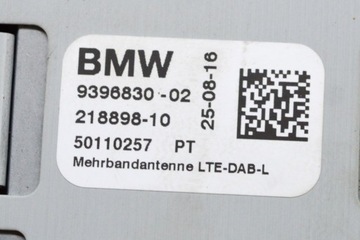 BMW
9396830-02
218898-10
25-08-16
50110257 PT
Mehrbandantenne LTE-DAB-L